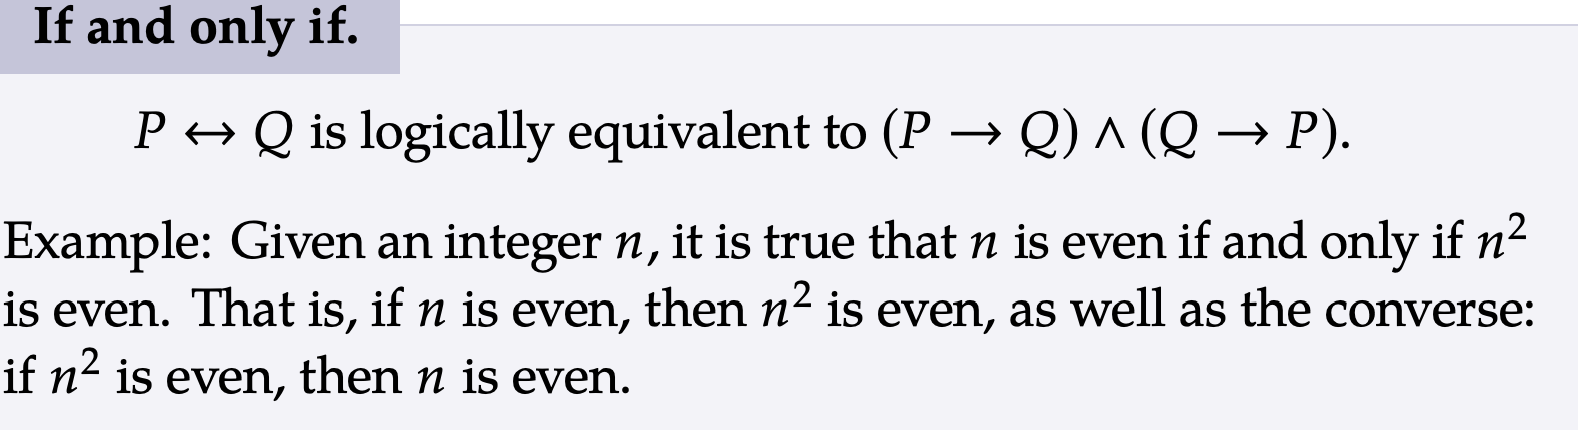 If and only if.
P ↔ Q is logically equivalent to (P → Q) ∧ (Q → P).
Example: Given an integer n, it is true that n is even if and only if n²
is even. That is, if n is even, then n² is even, as well as the converse:
if n² is even, then n is even.